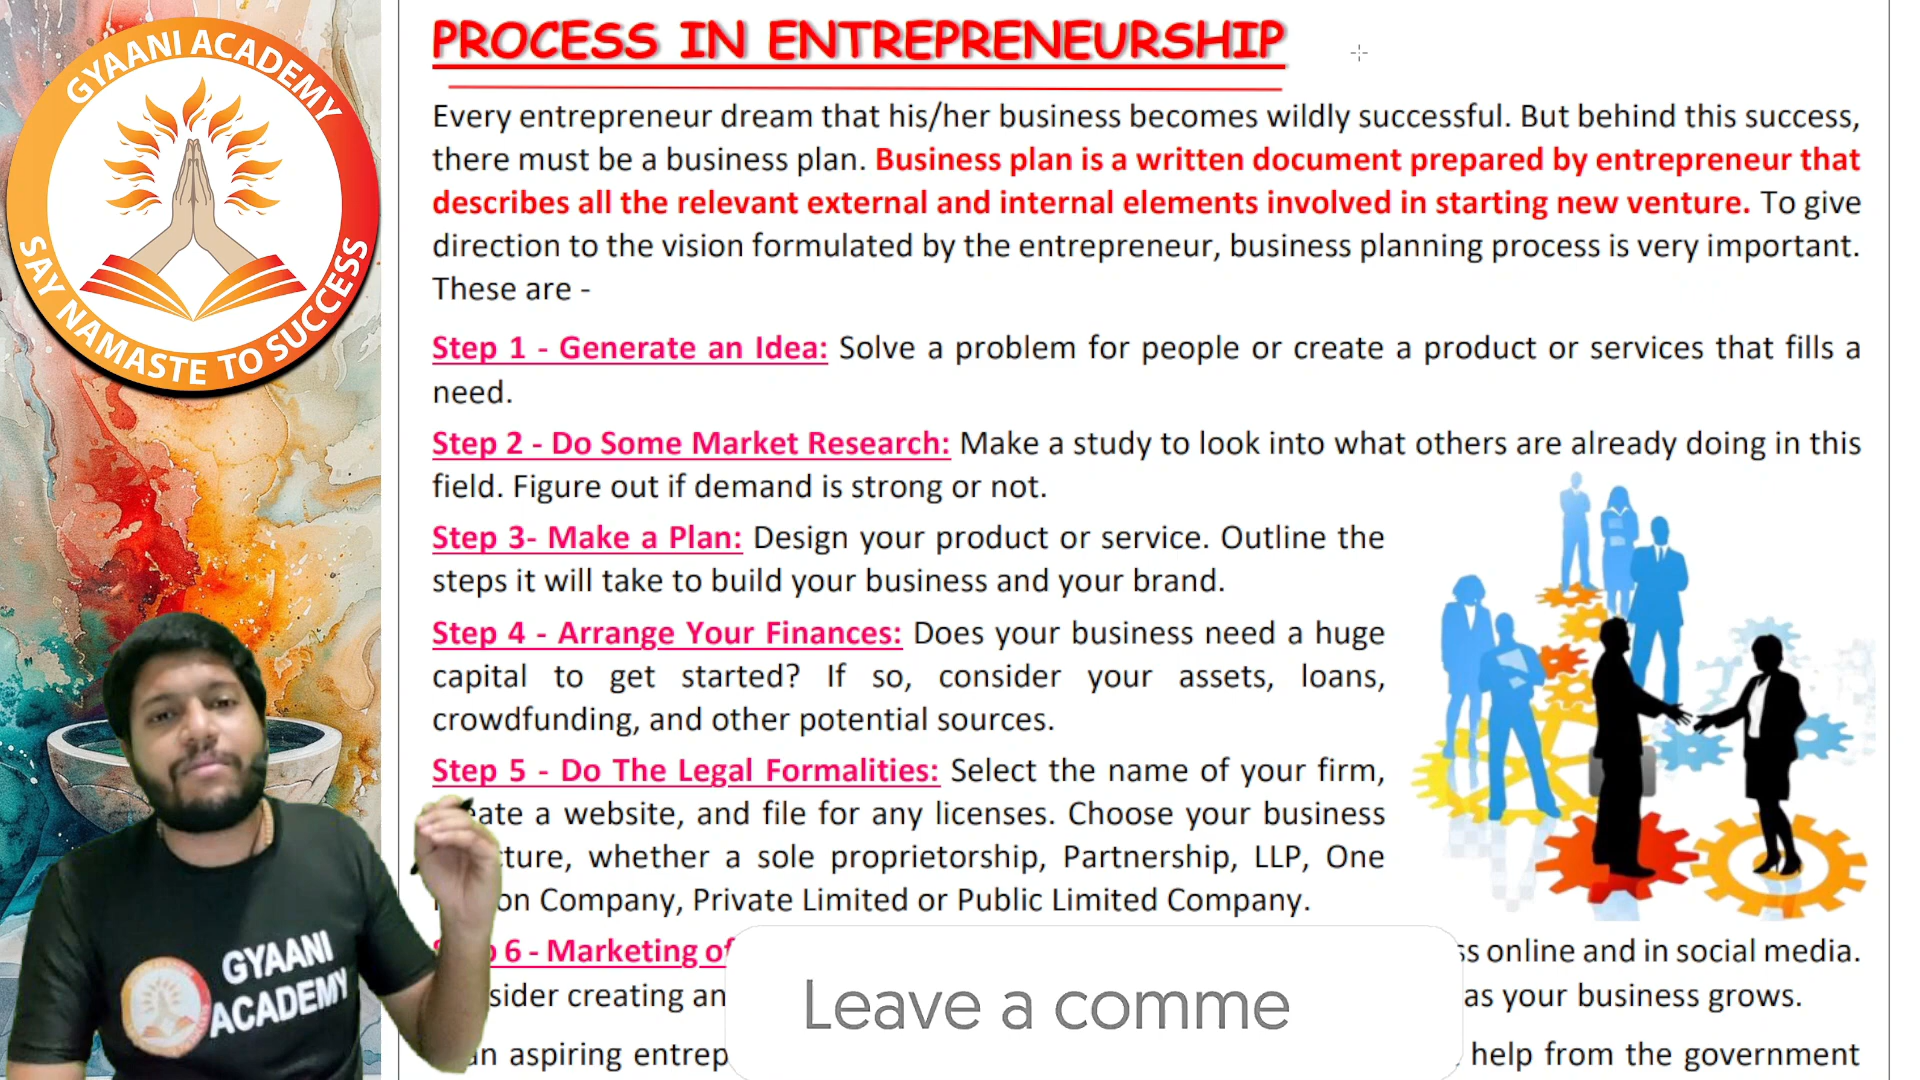 GYAANI ACADEMY
SAY NAMASTE TO SUCCESS
PROCESS IN ENTREPRENEURSHIP
Every entrepreneur dream that his/her business becomes wildly successful. But behind this success,
there must be a business plan. Business plan is a written document prepared by entrepreneur that
describes all the relevant external and internal elements involved in starting new venture. To give
direction to the vision formulated by the entrepreneur, business planning process is very important.
These are -
Step 1 - Generate an Idea: Solve a problem for people or create a product or services that fills a
need.
Step 2 - Do Some Market Research: Make a study to look into what others are already doing in this
field. Figure out if demand is strong or not.
Step 3- Make a Plan: Design your product or service. Outline the
steps it will take to build your business and your brand.
Step 4 - Arrange Your Finances: Does your business need a huge
capital to get started? If so, consider your assets, loans,
crowdfunding, and other potential sources.
Step 5 - Do The Legal Formalities: Select the name of your firm,
a website, and file for any licenses. Choose your business
whether a sole proprietorship, Partnership, LLP, One
Company, Private Limited or Public Limited Company.
6 - Marketing of online and in social media.
creating an as your business grows.
aspiring help from the government
Leave a comme
GYAANI
ACADEMY